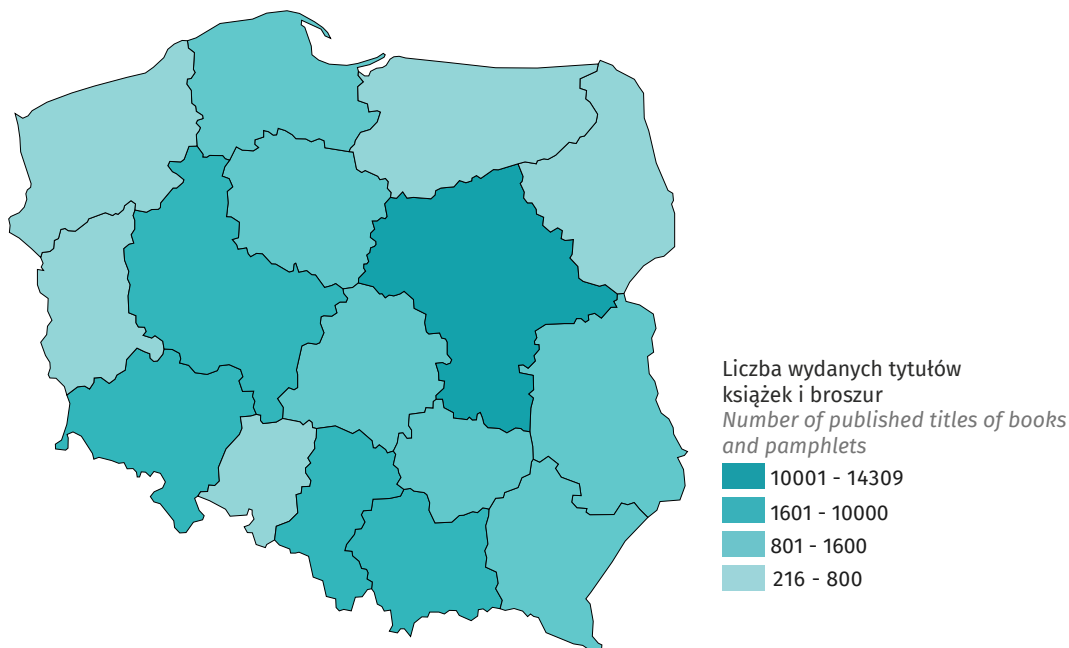 Liczba wydanych tytułów
książek i broszur
Number of published titles of books
and pamphlets
10001 - 14309
1601 - 10000
801 - 1600
216 - 800